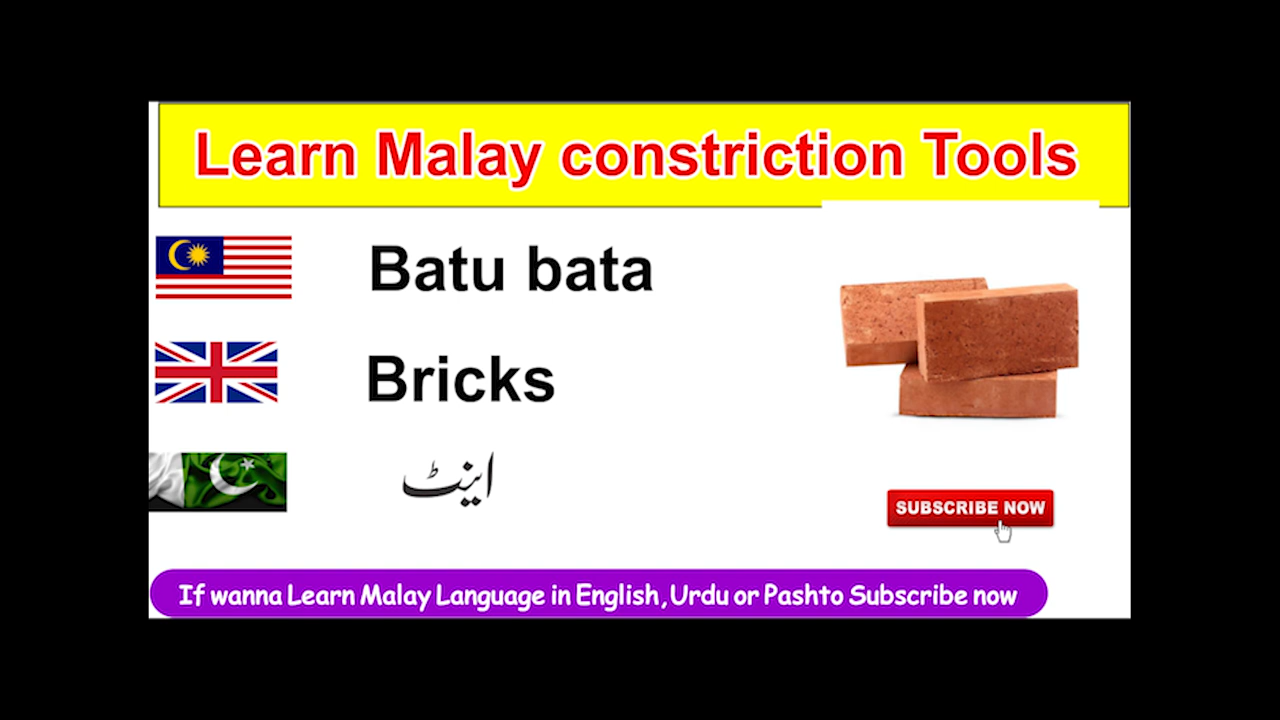 Learn Malay constriction Tools
Batu bata
Bricks
اینٹ
SUBSCRIBE NOW
If wanna Learn Malay Language in English,Urdu or Pashto Subscribe now